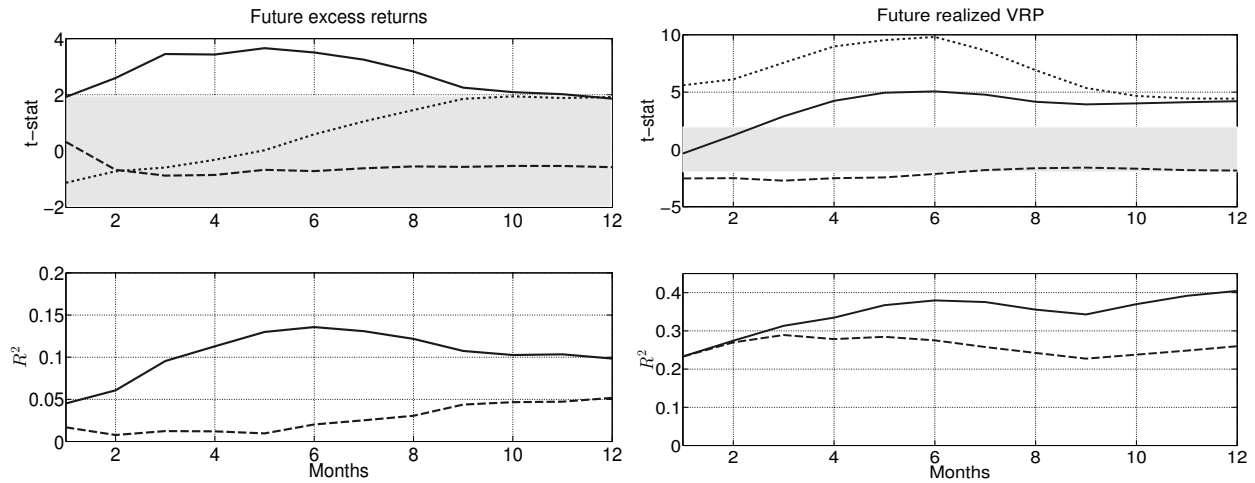 Future excess returns
4
2
0
−2
t−stat
2 4 6 8 10 12
Future realized VRP
10
5
0
−5
t−stat
2 4 6 8 10 12
0.2
0.15
0.1
0.05
0
R²
2 4 6 8 10 12
Months
0.4
0.3
0.2
0.1
0
R²
2 4 6 8 10 12
Months